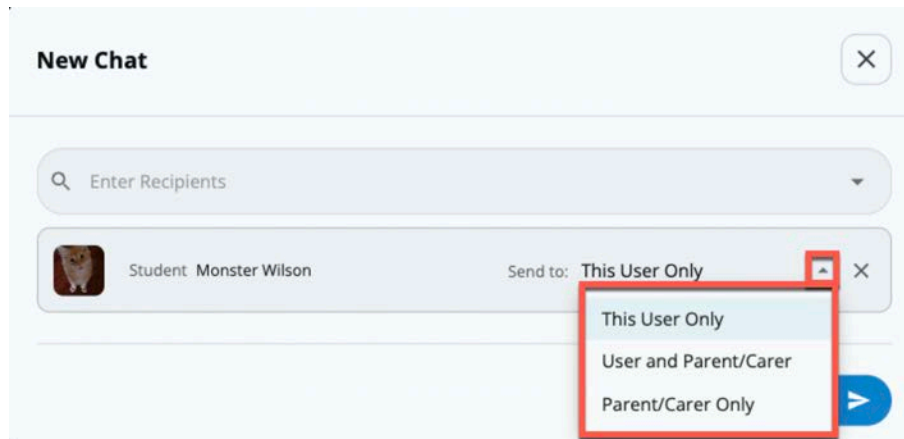 New Chat
Enter Recipients
Student Monster Wilson Send to: This User Only
This User Only
User and Parent/Carer
Parent/Carer Only